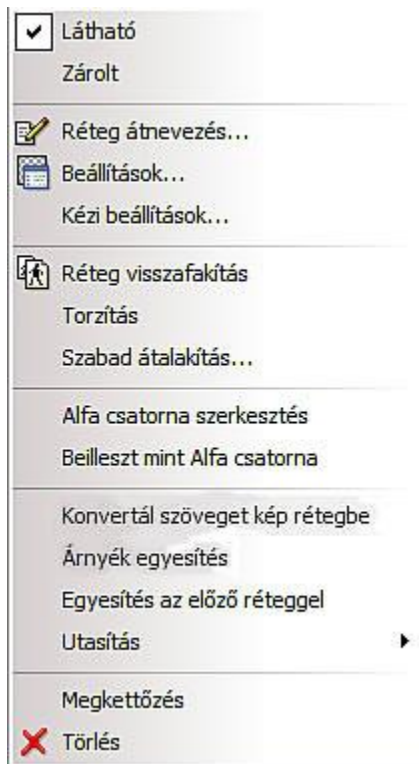 Látható
Zárolt
Réteg átnevezés...
Beállítások...
Kézi beállítások...
Réteg visszafakítás
Torzítás
Szabad átalakítás...
Alfa csatorna szerkesztés
Beilleszt mint Alfa csatorna
Konvertál szöveget kép rétegbe
Árnyék egyesítés
Egyesítés az előző réteggel
Utasítás
Megkettőzés
Törlés